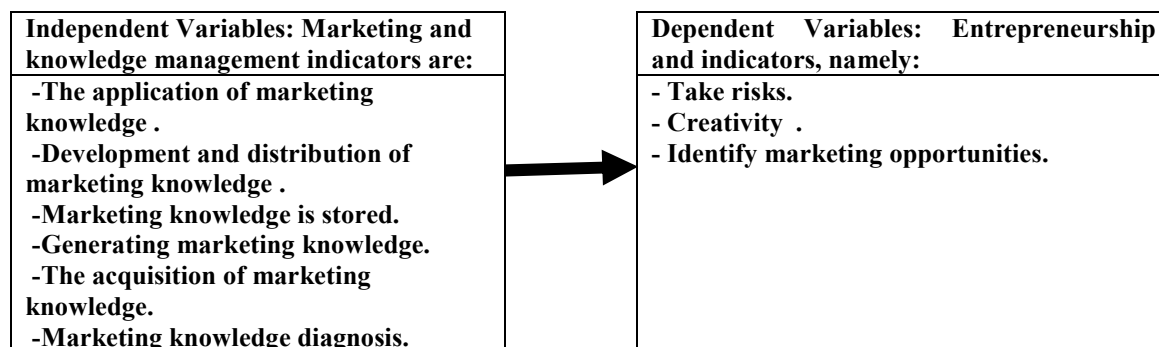 Independent Variables: Marketing and
knowledge management indicators are:
-The application of marketing
knowledge .
-Development and distribution of
marketing knowledge .
-Marketing knowledge is stored.
-Generating marketing knowledge.
-The acquisition of marketing
knowledge.
-Marketing knowledge diagnosis.
Dependent Variables: Entrepreneurship
and indicators, namely:
- Take risks.
- Creativity .
- Identify marketing opportunities.